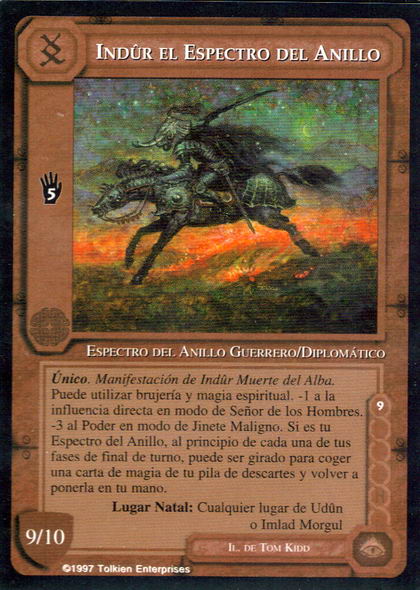 INDÛR EL ESPECTRO DEL ANILLO
5
ESPECTRO DEL ANILLO GUERRERO/DIPLOMÁTICO
Único. Manifestación de Indûr Muerte del Alba.
Puede utilizar brujería y magia espiritual. -1 a la
influencia directa en modo de Señor de los Hombres.
-3 al Poder en modo de Jinete Maligno. Si es tu
Espectro del Anillo, al principio de cada una de tus
fases de final de turno, puede ser girado para coger
una carta de magia de tu pila de descartes y volver a
ponerla en tu mano.
9
Lugar Natal: Cualquier lugar de Udûn
o Imlad Morgul
9/10
IL. DE TOM KIDD
©1997 Tolkien Enterprises